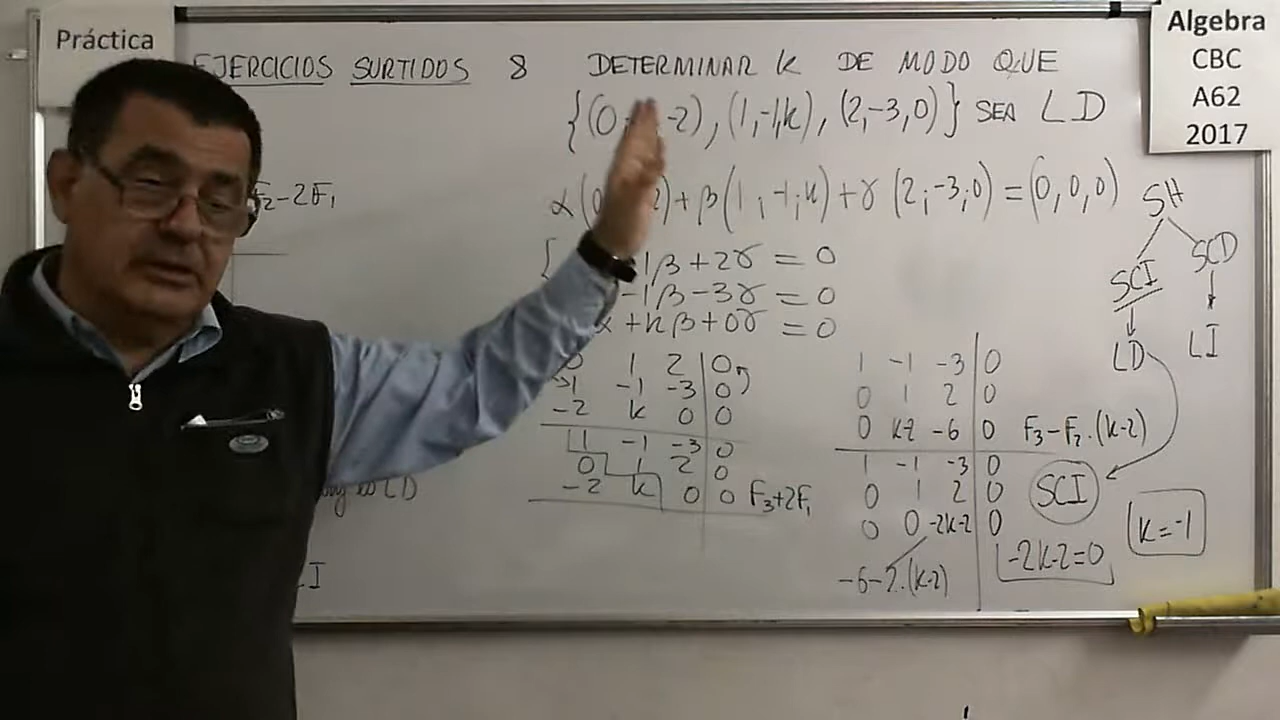 Práctica
Algebra
CBC
A62
2017
EJERCICIOS SURTIDOS 8 DETERMINAR K DE MODO QUE
{(0 -2), (1,-1,k), (2,-3,0)} SEA LD
F₂-2F₁
α(0 2)+β(1,-1,k)+γ(2,-3,0)=(0,0,0)
SH
SCI SCD
LD LI
1β+2γ=0
-1β-3γ=0
α+kβ+0γ=0
0 1 2 | 0
1 -1 -3 | 0
-2 k 0 | 0
1 -1 -3 | 0
0 1 2 | 0
-2 k 0 | 0 F₃+2F₁
1 -1 -3 | 0
0 1 2 | 0
0 k-2 -6 | 0 F₃-F₂.(k-2)
1 -1 -3 | 0
0 1 2 | 0
0 0 -2k-2 | 0
-6-2.(k-2)
SCI
-2k-2=0
k=-1
LD
LI